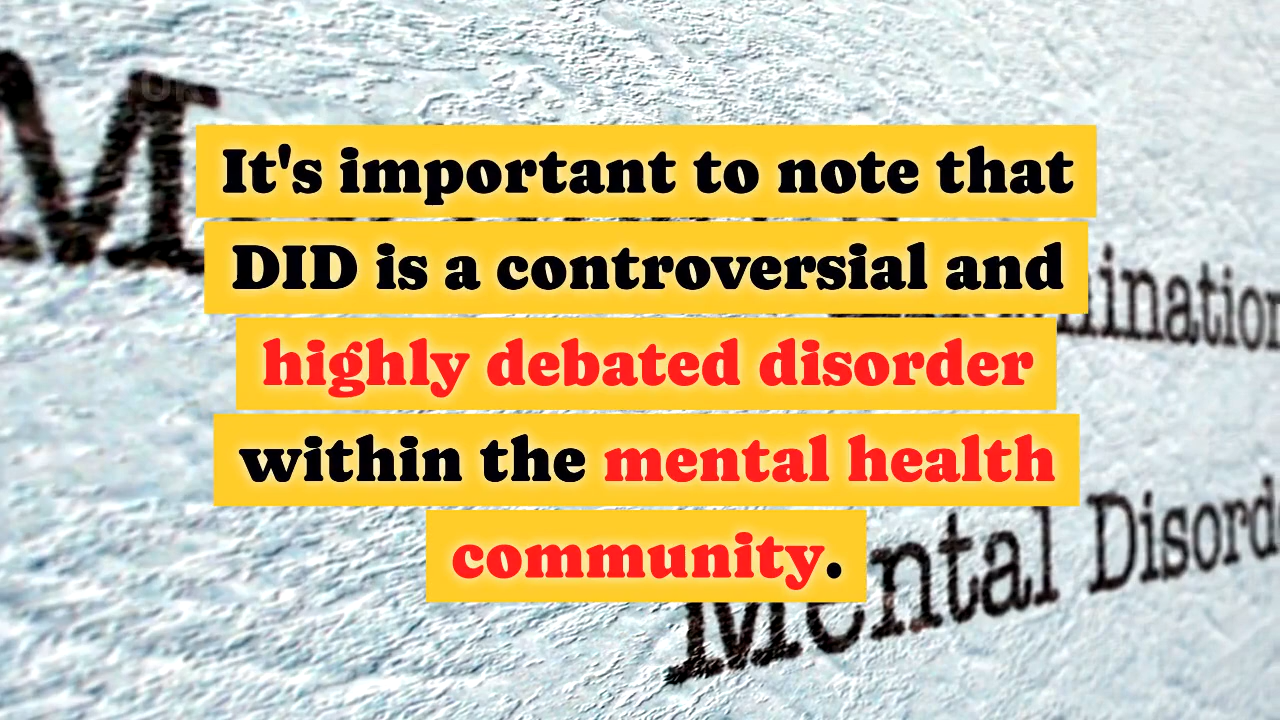 It's important to note that
DID is a controversial and
highly debated disorder
within the mental health
community.
Mental Disord